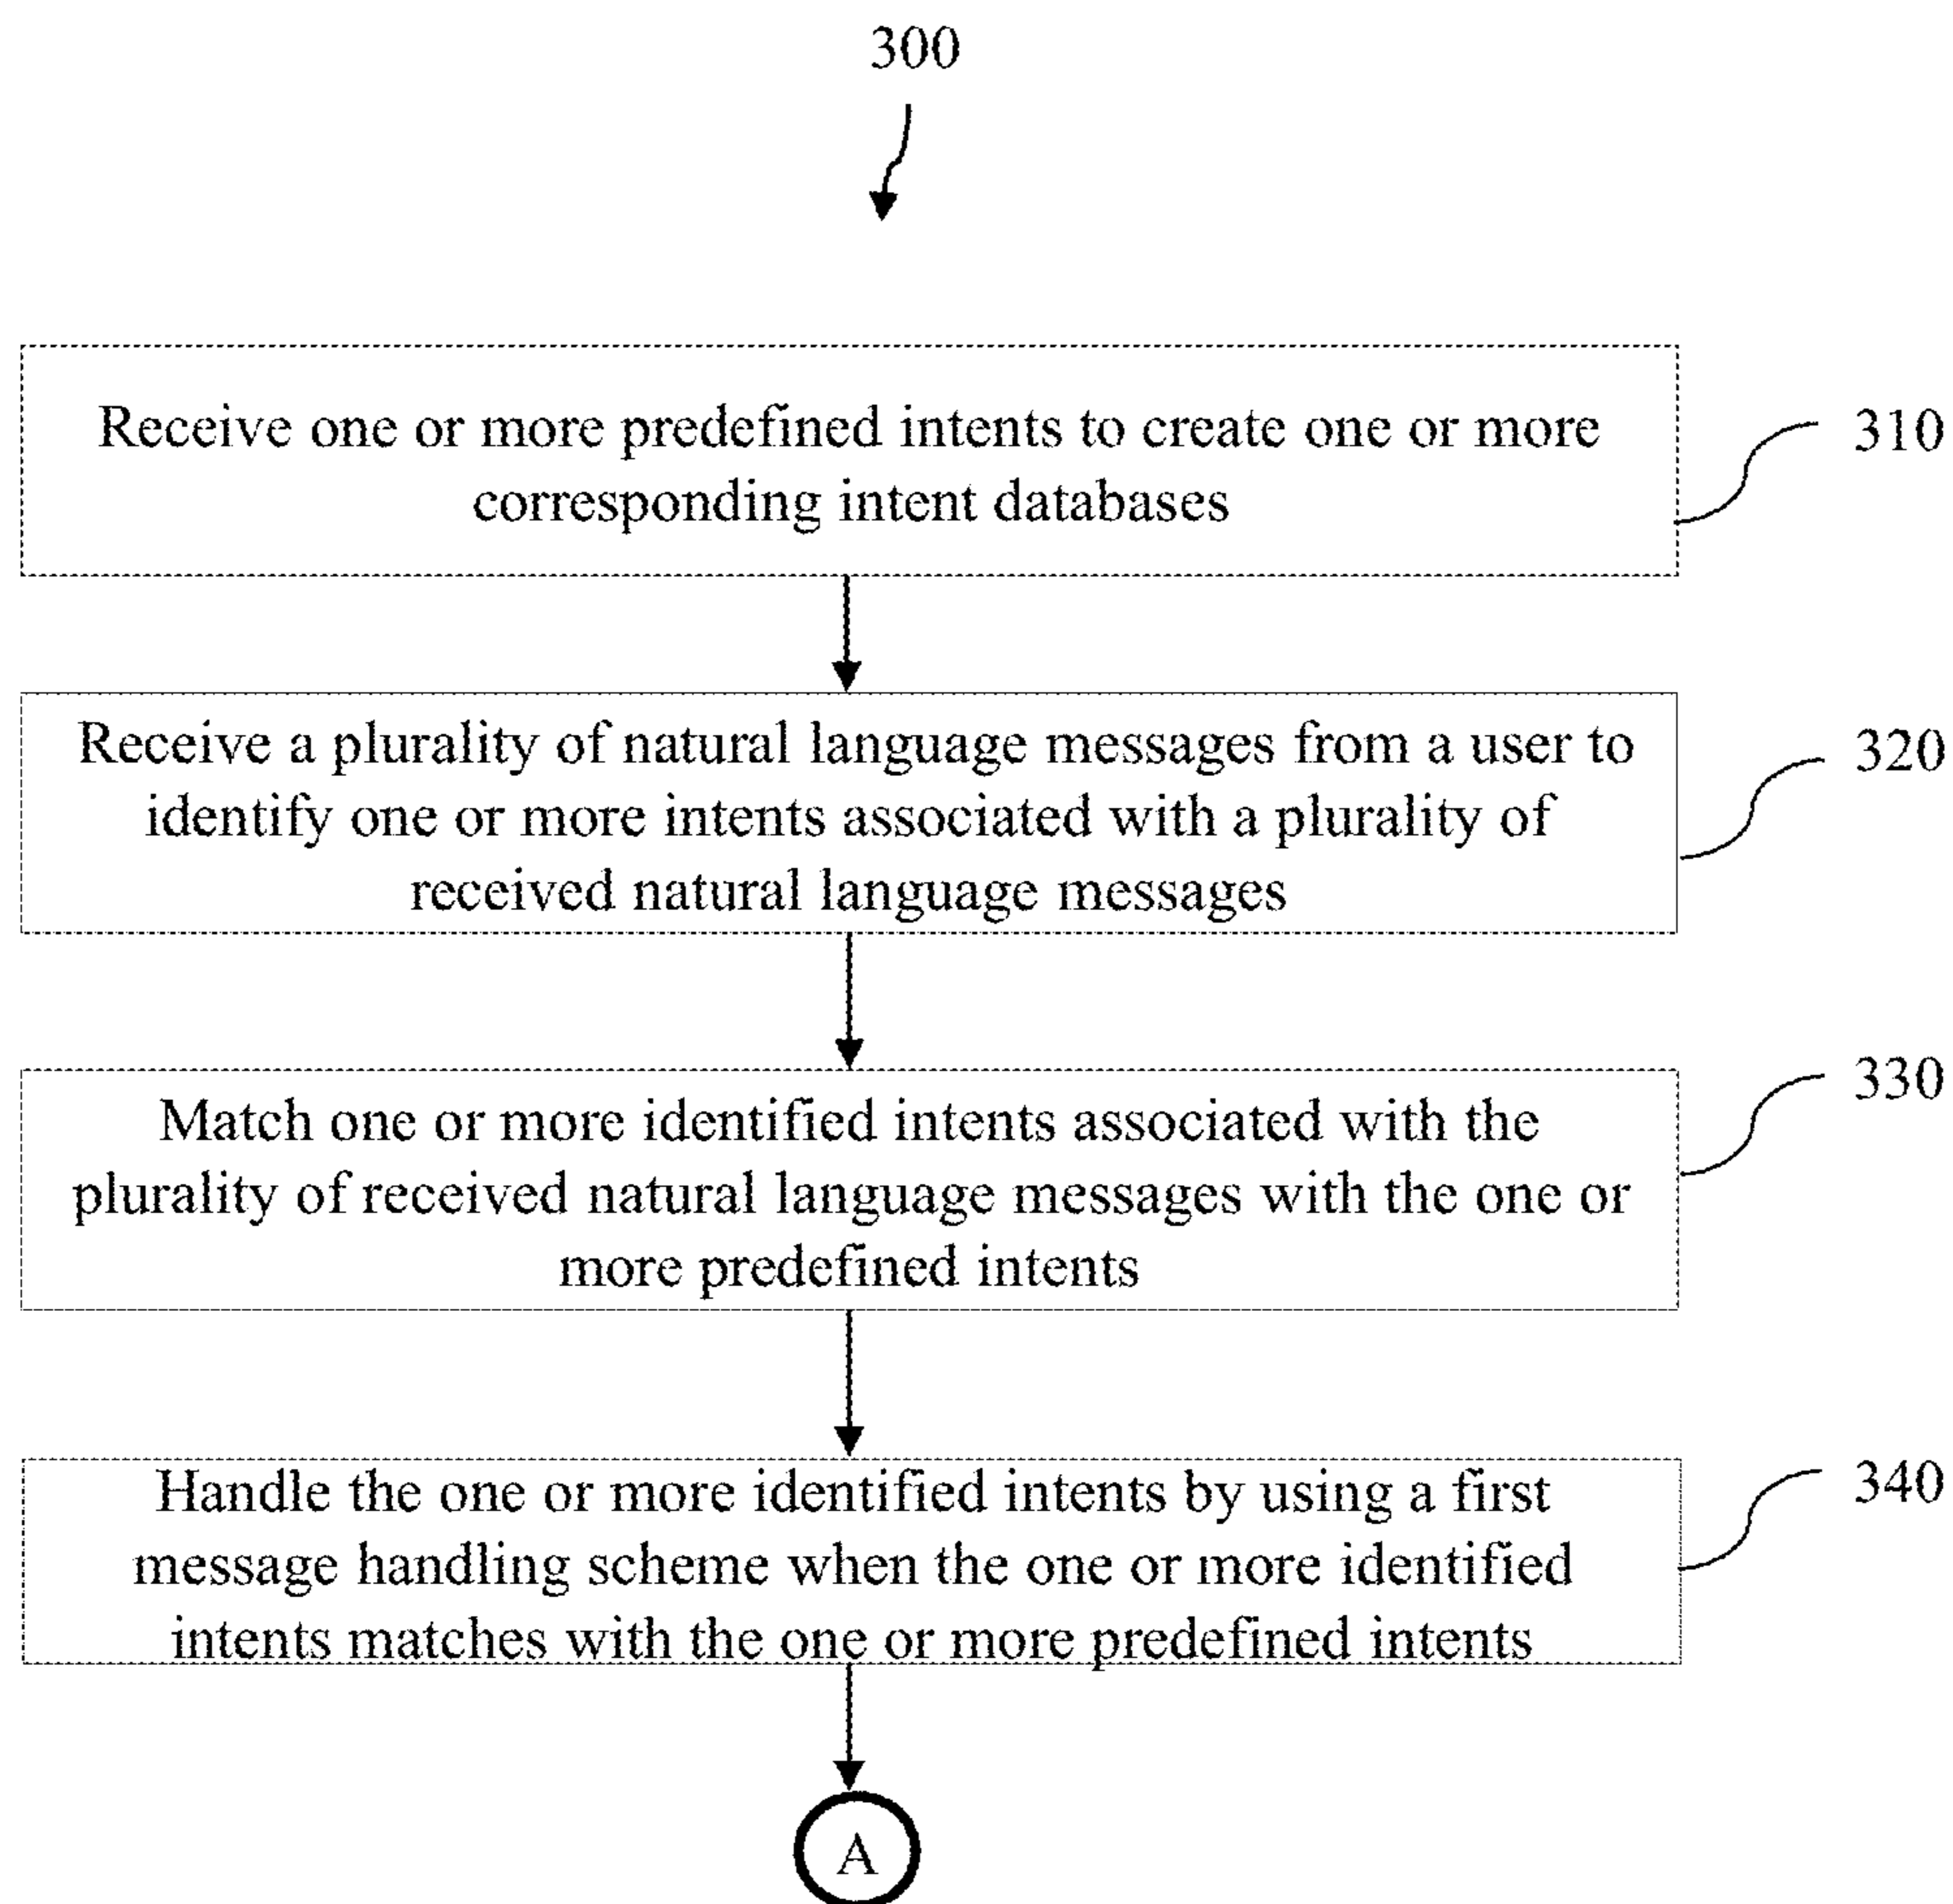 300
Receive one or more predefined intents to create one or more
corresponding intent databases
310
Receive a plurality of natural language messages from a user to
identify one or more intents associated with a plurality of
received natural language messages
320
Match one or more identified intents associated with the
plurality of received natural language messages with the one or
more predefined intents
330
Handle the one or more identified intents by using a first
message handling scheme when the one or more identified
intents matches with the one or more predefined intents
340
A